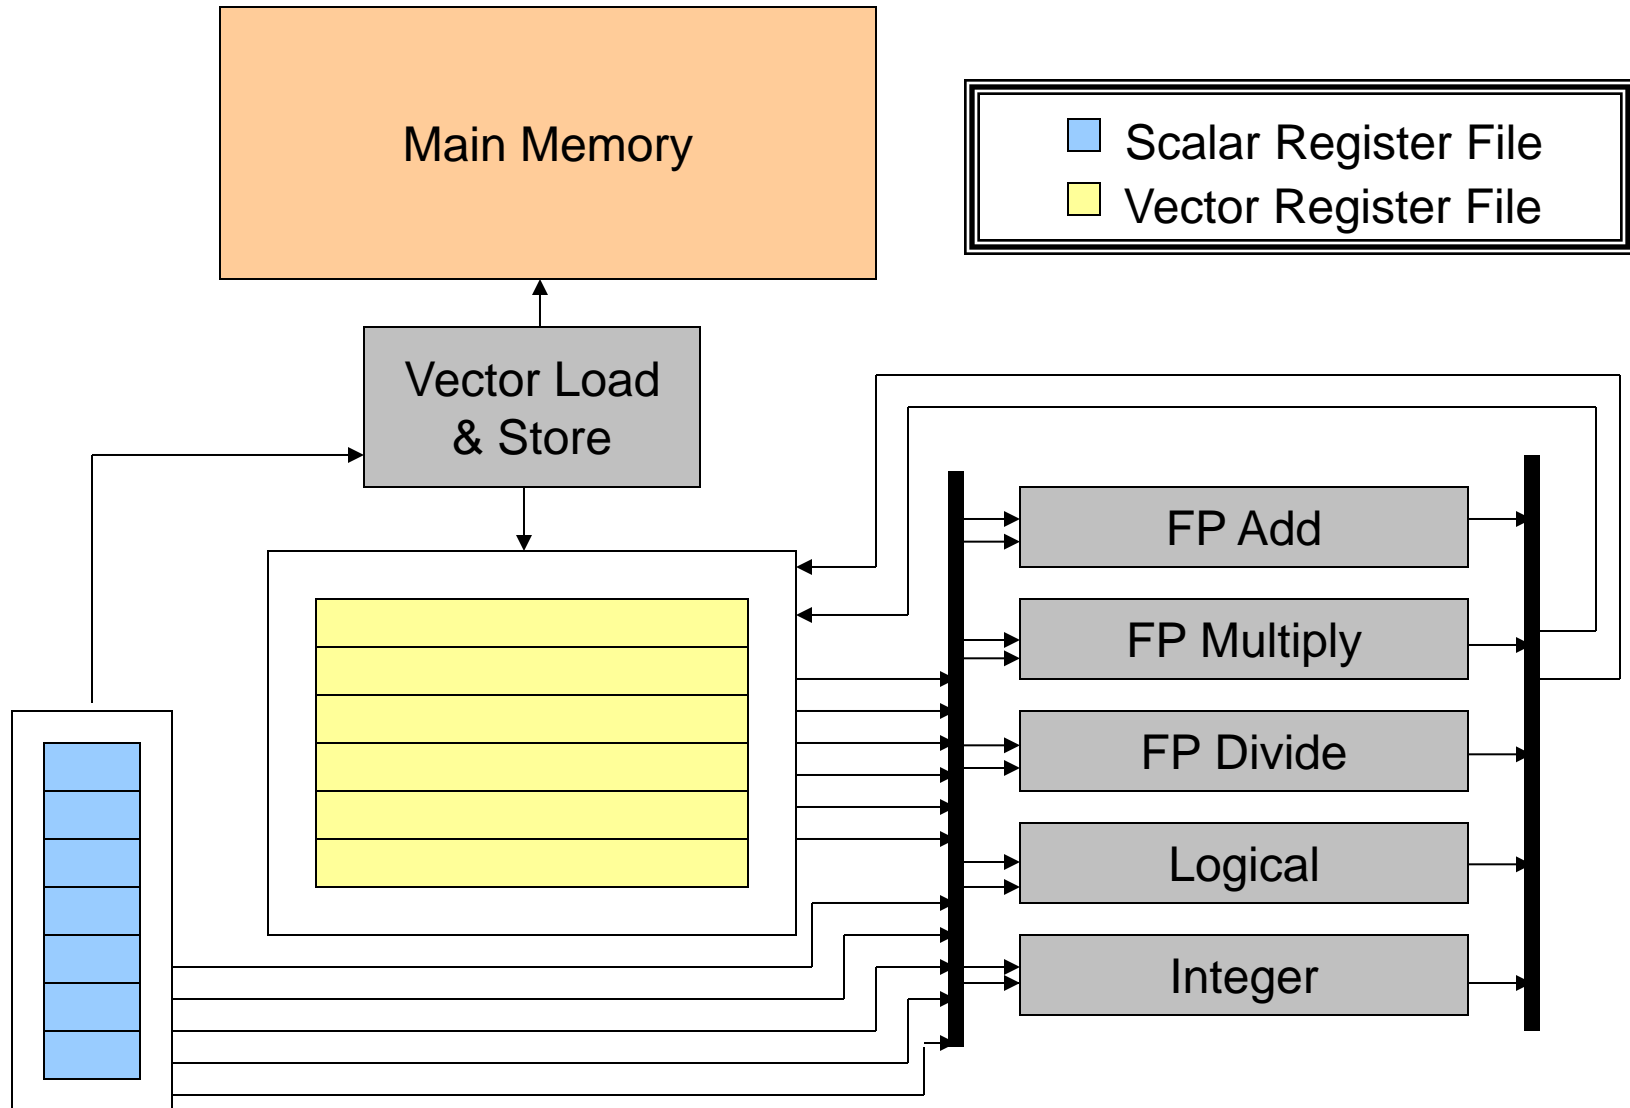 Main Memory
Scalar Register File
Vector Register File
Vector Load
& Store
FP Add
FP Multiply
FP Divide
Logical
Integer